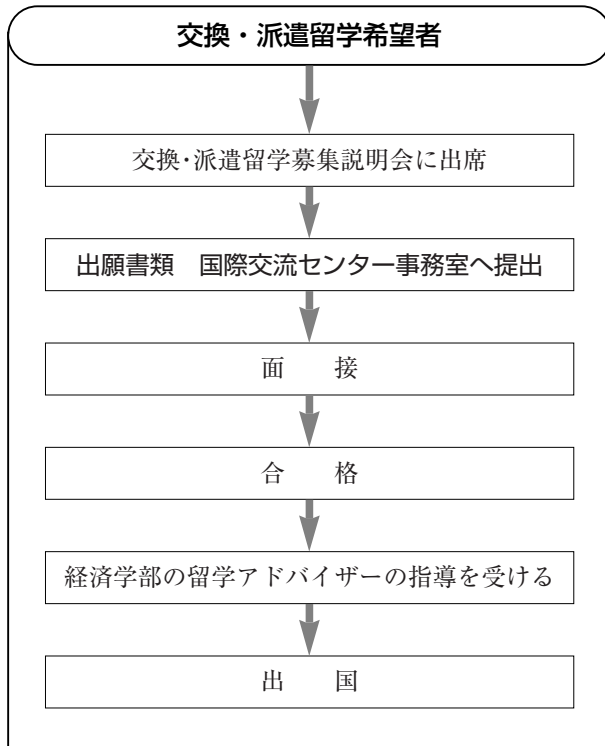 交換・派遣留学希望者
交換・派遣留学募集説明会に出席
出願書類　国際交流センター事務室へ提出
面　　接
合　　格
経済学部の留学アドバイザーの指導を受ける
出　　国